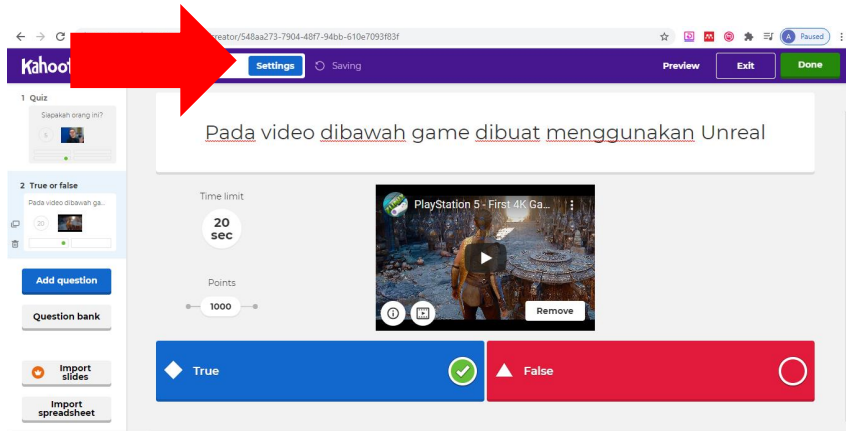 creator/548aa273-7904-48f7-94bb-610e7093f83f
A Paused
Kahoot
Settings
Saving
Preview
Exit
Done
1 Quiz
Siapakah orang ini?
5
2 True or false
Pada video dibawah ga...
20
Add question
Question bank
Import slides
Import spreadsheet
Pada video dibawah game dibuat menggunakan Unreal
Time limit
20
sec
Points
1000
PlayStation 5 - First 4K Ga...
Remove
True
False